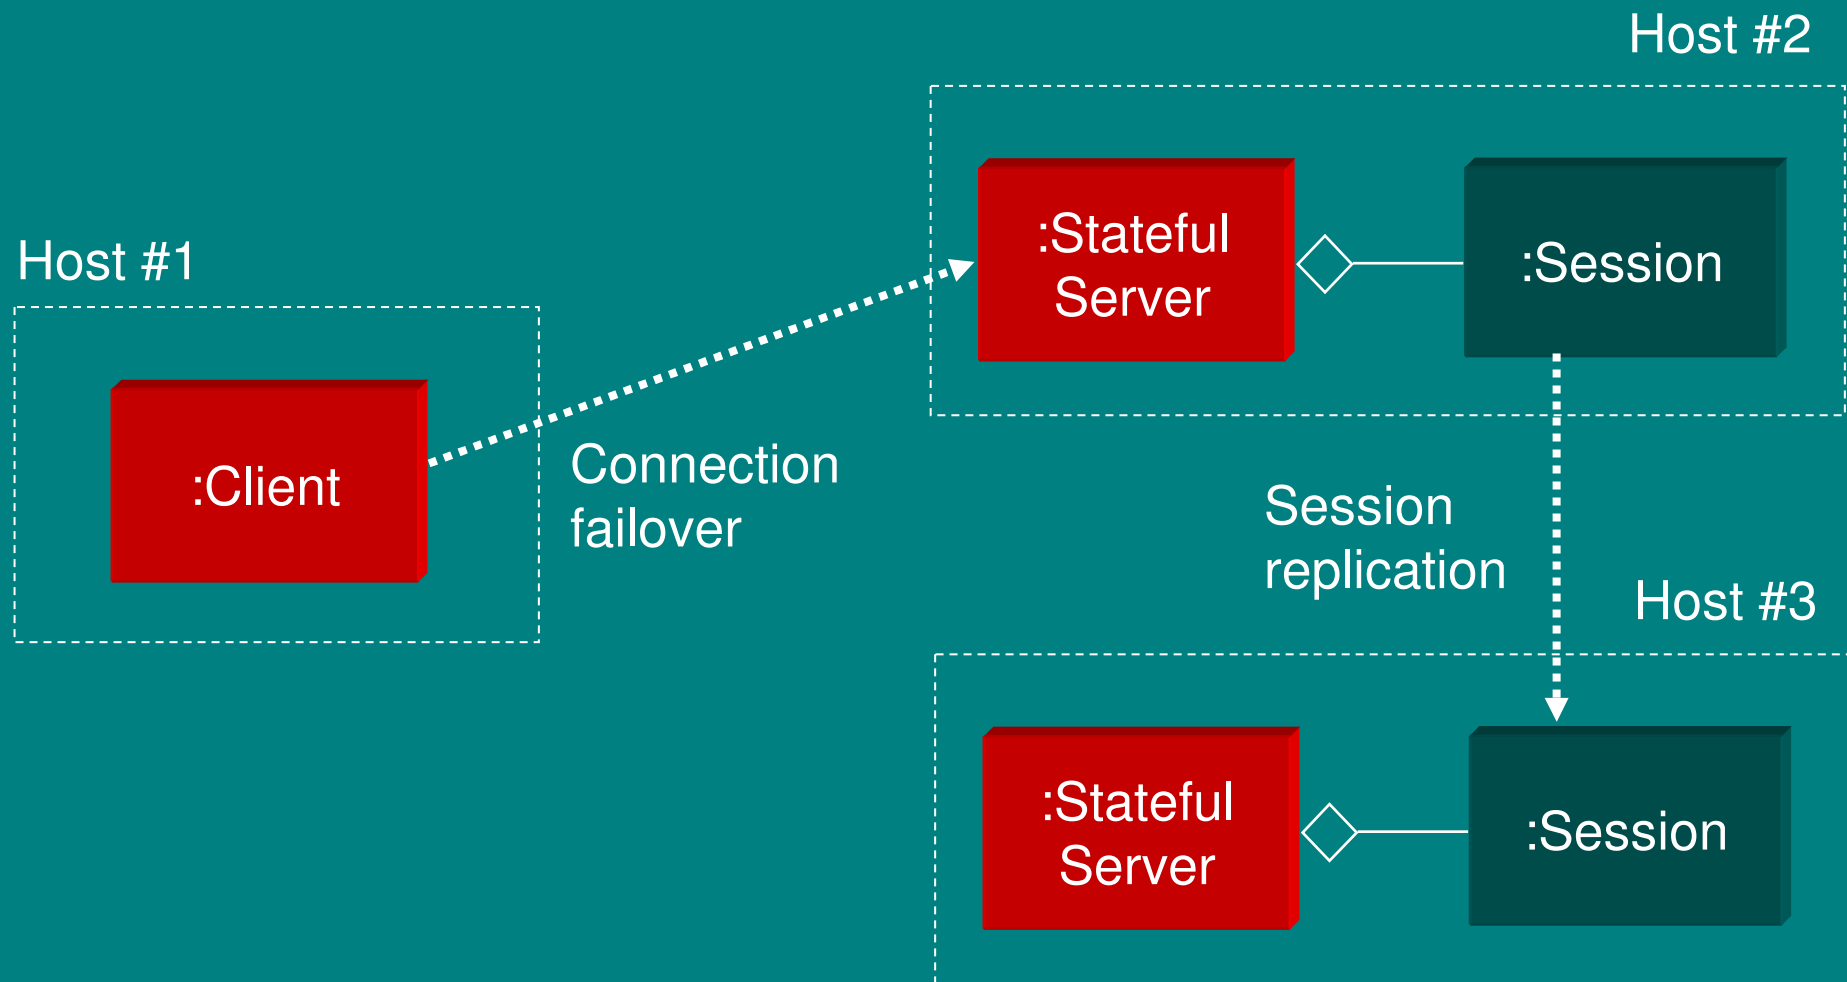 Host #2
:Stateful
Server
:Session
Host #1
:Client
Connection
failover
Session
replication
Host #3
:Stateful
Server
:Session